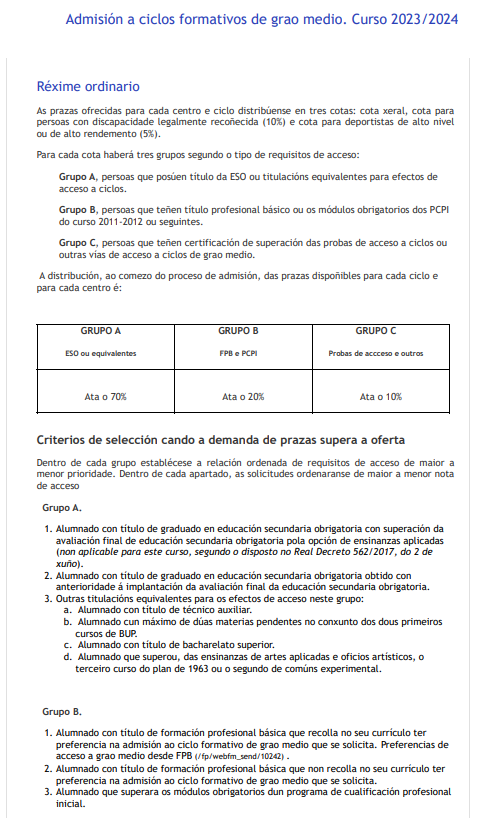 Admisión a ciclos formativos de grao medio. Curso 2023/2024
Réxime ordinario
As prazas ofrecidas para cada centro e ciclo distribúense en tres cotas: cota xeral, cota para
persoas con discapacidade legalmente recoñecida (10%) e cota para deportistas de alto nivel
ou de alto rendemento (5%).
Para cada cota haberá tres grupos segundo o tipo de requisitos de acceso:
Grupo A, persoas que posúen título da ESO ou titulacións equivalentes para efectos de
acceso a ciclos.
Grupo B, persoas que teñen título profesional básico ou os módulos obrigatorios dos PCPI
do curso 2011-2012 ou seguintes.
Grupo C, persoas que teñen certificación de superación das probas de acceso a ciclos ou
outras vías de acceso a ciclos de grao medio.
A distribución, ao comezo do proceso de admisión, das prazas dispoñibles para cada ciclo e
para cada centro é:
GRUPO A GRUPO B GRUPO C
ESO ou equivalentes FPB e PCPI Probas de accceso e outros
Ata o 70% Ata o 20% Ata o 10%
Criterios de selección cando a demanda de prazas supera a oferta
Dentro de cada grupo establécese a relación ordenada de requisitos de acceso de maior a
menor prioridade. Dentro de cada apartado, as solicitudes ordenaranse de maior a menor nota
de acceso
Grupo A.
1. Alumnado con título de graduado en educación secundaria obrigatoria con superación da
avaliación final de educación secundaria obrigatoria pola opción de ensinanzas aplicadas
(non aplicable para este curso, segundo o disposto no Real Decreto 562/2017, do 2 de
xuño).
2. Alumnado con título de graduado en educación secundaria obrigatoria obtido con
anterioridade á implantación da avaliación final da educación secundaria obrigatoria.
3. Outras titulacións equivalentes para os efectos de acceso neste grupo:
a. Alumnado con título de técnico auxiliar.
b. Alumnado cun máximo de dúas materias pendentes no conxunto dos dous primeiros
cursos de BUP.
c. Alumnado con título de bacharelato superior.
d. Alumnado que superou, das ensinanzas de artes aplicadas e oficios artísticos, o
terceiro curso do plan de 1963 ou o segundo de comúns experimental.
Grupo B.
1. Alumnado con título de formación profesional básica que recolla no seu currículo ter
preferencia na admisión ao ciclo formativo de grao medio que se solicita. Preferencias de
acceso a grao medio desde FPB (/fp/webfm_send/10242) .
2. Alumnado con título de formación profesional básica que non recolla no seu currículo ter
preferencia na admisión ao ciclo formativo de grao medio que se solicita.
3. Alumnado que superara os módulos obrigatorios dun programa de cualificación profesional
inicial.